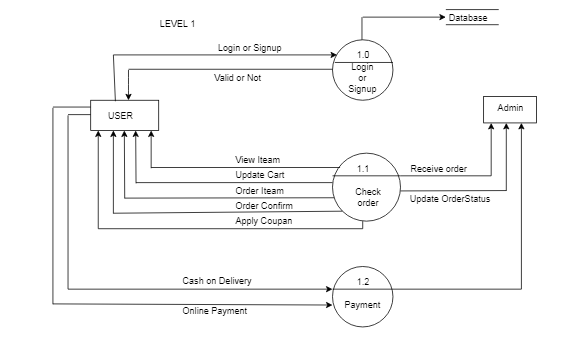 LEVEL 1
Database
Login or Signup
1.0
Login
or
Signup
Valid or Not
USER
Admin
View Iteam
1.1
Receive order
Update Cart
Check
order
Order Iteam
Update OrderStatus
Order Confirm
Apply Coupan
Cash on Delivery
1.2
Payment
Online Payment